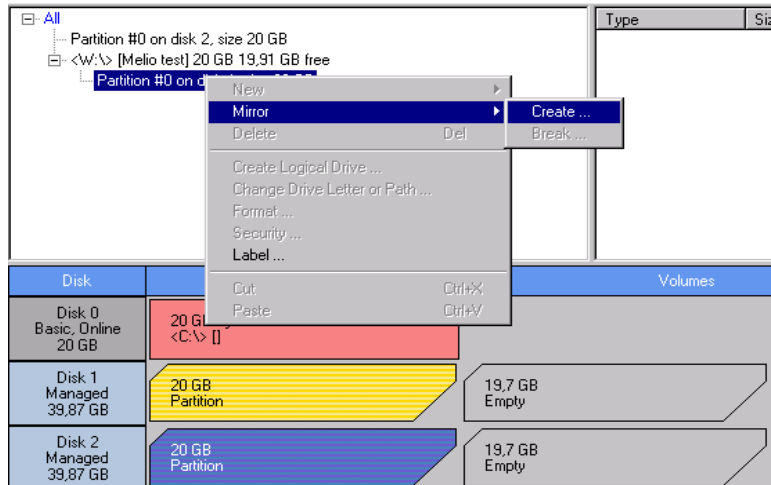 All
Type
Partition #0 on disk 2, size 20 GB
<W:\> [Melio test] 20 GB 19,91 GB free
Partition #0 on
New
Mirror
Create ...
Delete Del
Break ...
Create Logical Drive ...
Change Drive Letter or Path ...
Format ...
Security ...
Label ...
Cut Ctrl+X
Paste Ctrl+V
Disk
Volumes
Disk 0
Basic, Online
20 GB
20
<C:\> []
Disk 1
Managed
39,87 GB
20 GB
Partition
19,7 GB
Empty
Disk 2
Managed
39,87 GB
20 GB
Partition
19,7 GB
Empty